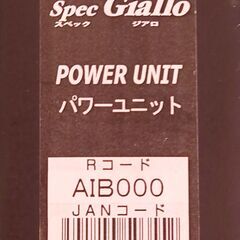 Spec Giallo
スペック ジアロ
POWER UNIT
パワーユニット
Rコード
AIB000
JANコード